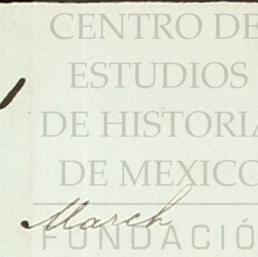 CENTRO DE
ESTUDIOS
DE HISTORIA
DE MEXICO
March
FUNDACIÓ